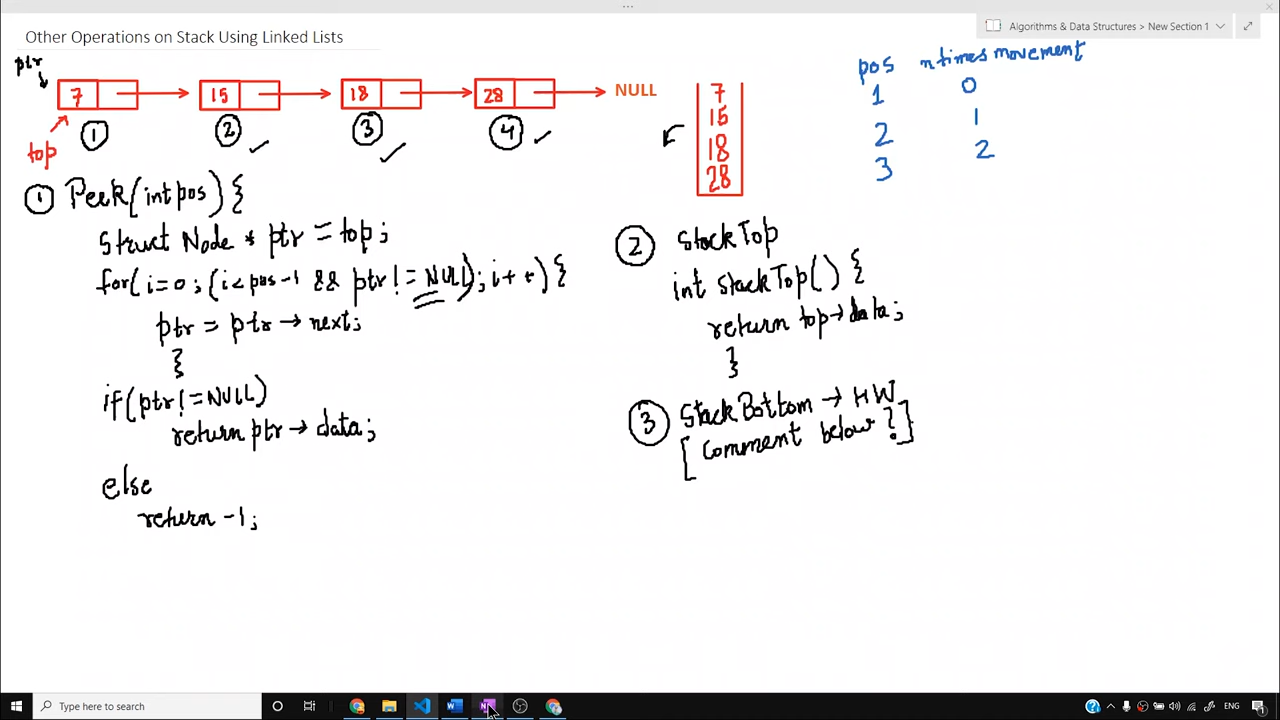 Other Operations on Stack Using Linked Lists
Algorithms & Data Structures > New Section 1
ptr
7 15 18 28 NULL
top
1 2 3 4
7
15
18
28
pos n times movement
1 0
2 1
3 2
1 Peek(int pos) {
Struct Node * ptr = top;
for( i=0 ; (i<pos-1 && ptr != NULL); i++) {
ptr = ptr → next;
}
if(ptr!=NULL)
return ptr → data;
else
return -1;
2 stackTop
int stackTop() {
return top→data;
}
3 StackBottom → HW
[Comment below?]
Type here to search
ENG